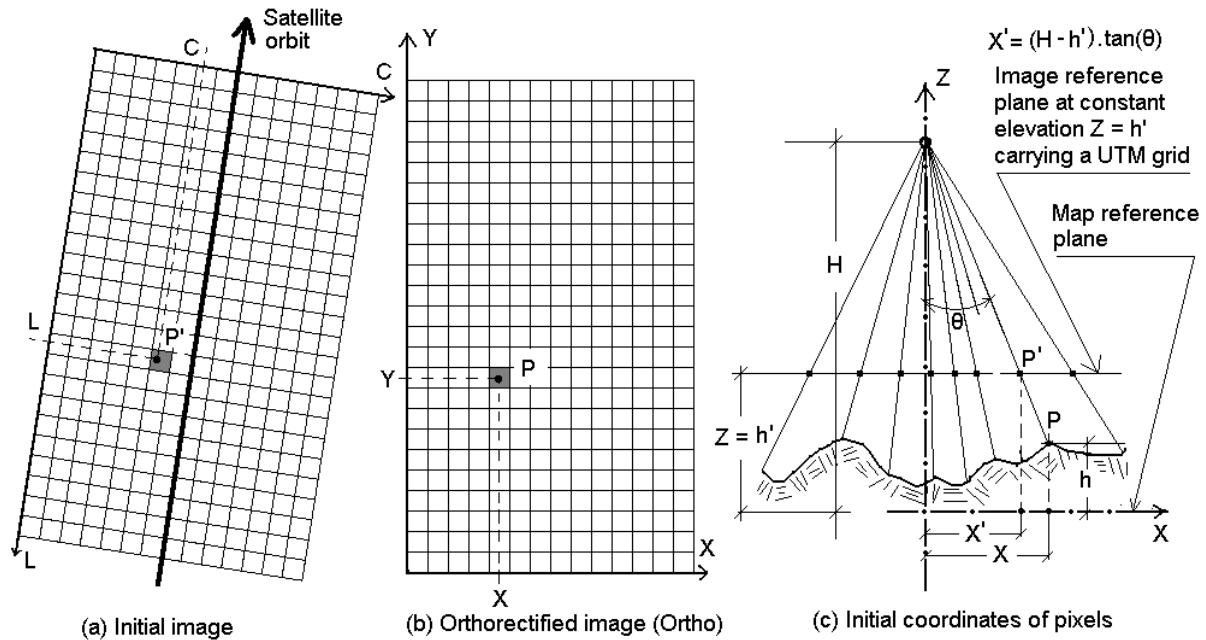 Satellite
orbit
C
C
L
P'
L
(a) Initial image
Y
P
Y
X
X
(b) Orthorectified image (Ortho)
X'= (H - h').tan(θ)
Image reference
plane at constant
elevation Z = h'
carrying a UTM grid
Z
Map reference
plane
H
θ
P'
P
Z = h'
h
X'
X
X
(c) Initial coordinates of pixels